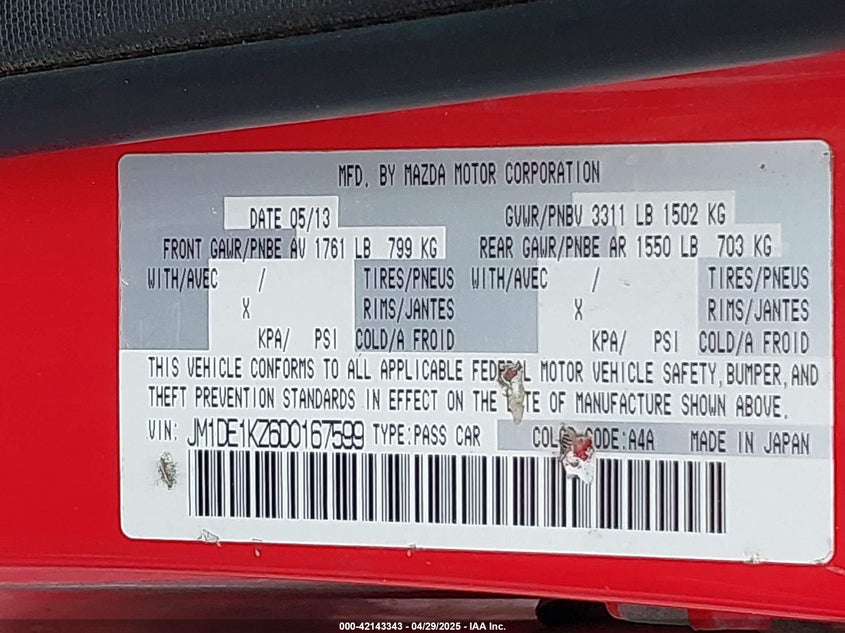 MFD. BY MAZDA MOTOR CORPORATION
DATE 05/13 GVWR/PNBV 3311 LB 1502 KG
FRONT GAWR/PNBE AV 1761 LB 799 KG REAR GAWR/PNBE AR 1550 LB 703 KG
WITH/AVEC / TIRES/PNEUS WITH/AVEC / TIRES/PNEUS
X RIMS/JANTES X RIMS/JANTES
KPA/ PSI COLD/A FROID KPA/ PSI COLD/A FROID
THIS VEHICLE CONFORMS TO ALL APPLICABLE FEDERAL MOTOR VEHICLE SAFETY, BUMPER, AND
THEFT PREVENTION STANDARDS IN EFFECT ON THE DATE OF MANUFACTURE SHOWN ABOVE.
VIN: JM1DE1KZ6D0167599 TYPE: PASS CAR COLOR CODE: A4A MADE IN JAPAN
000-42143343 - 04/29/2025 - IAA Inc.